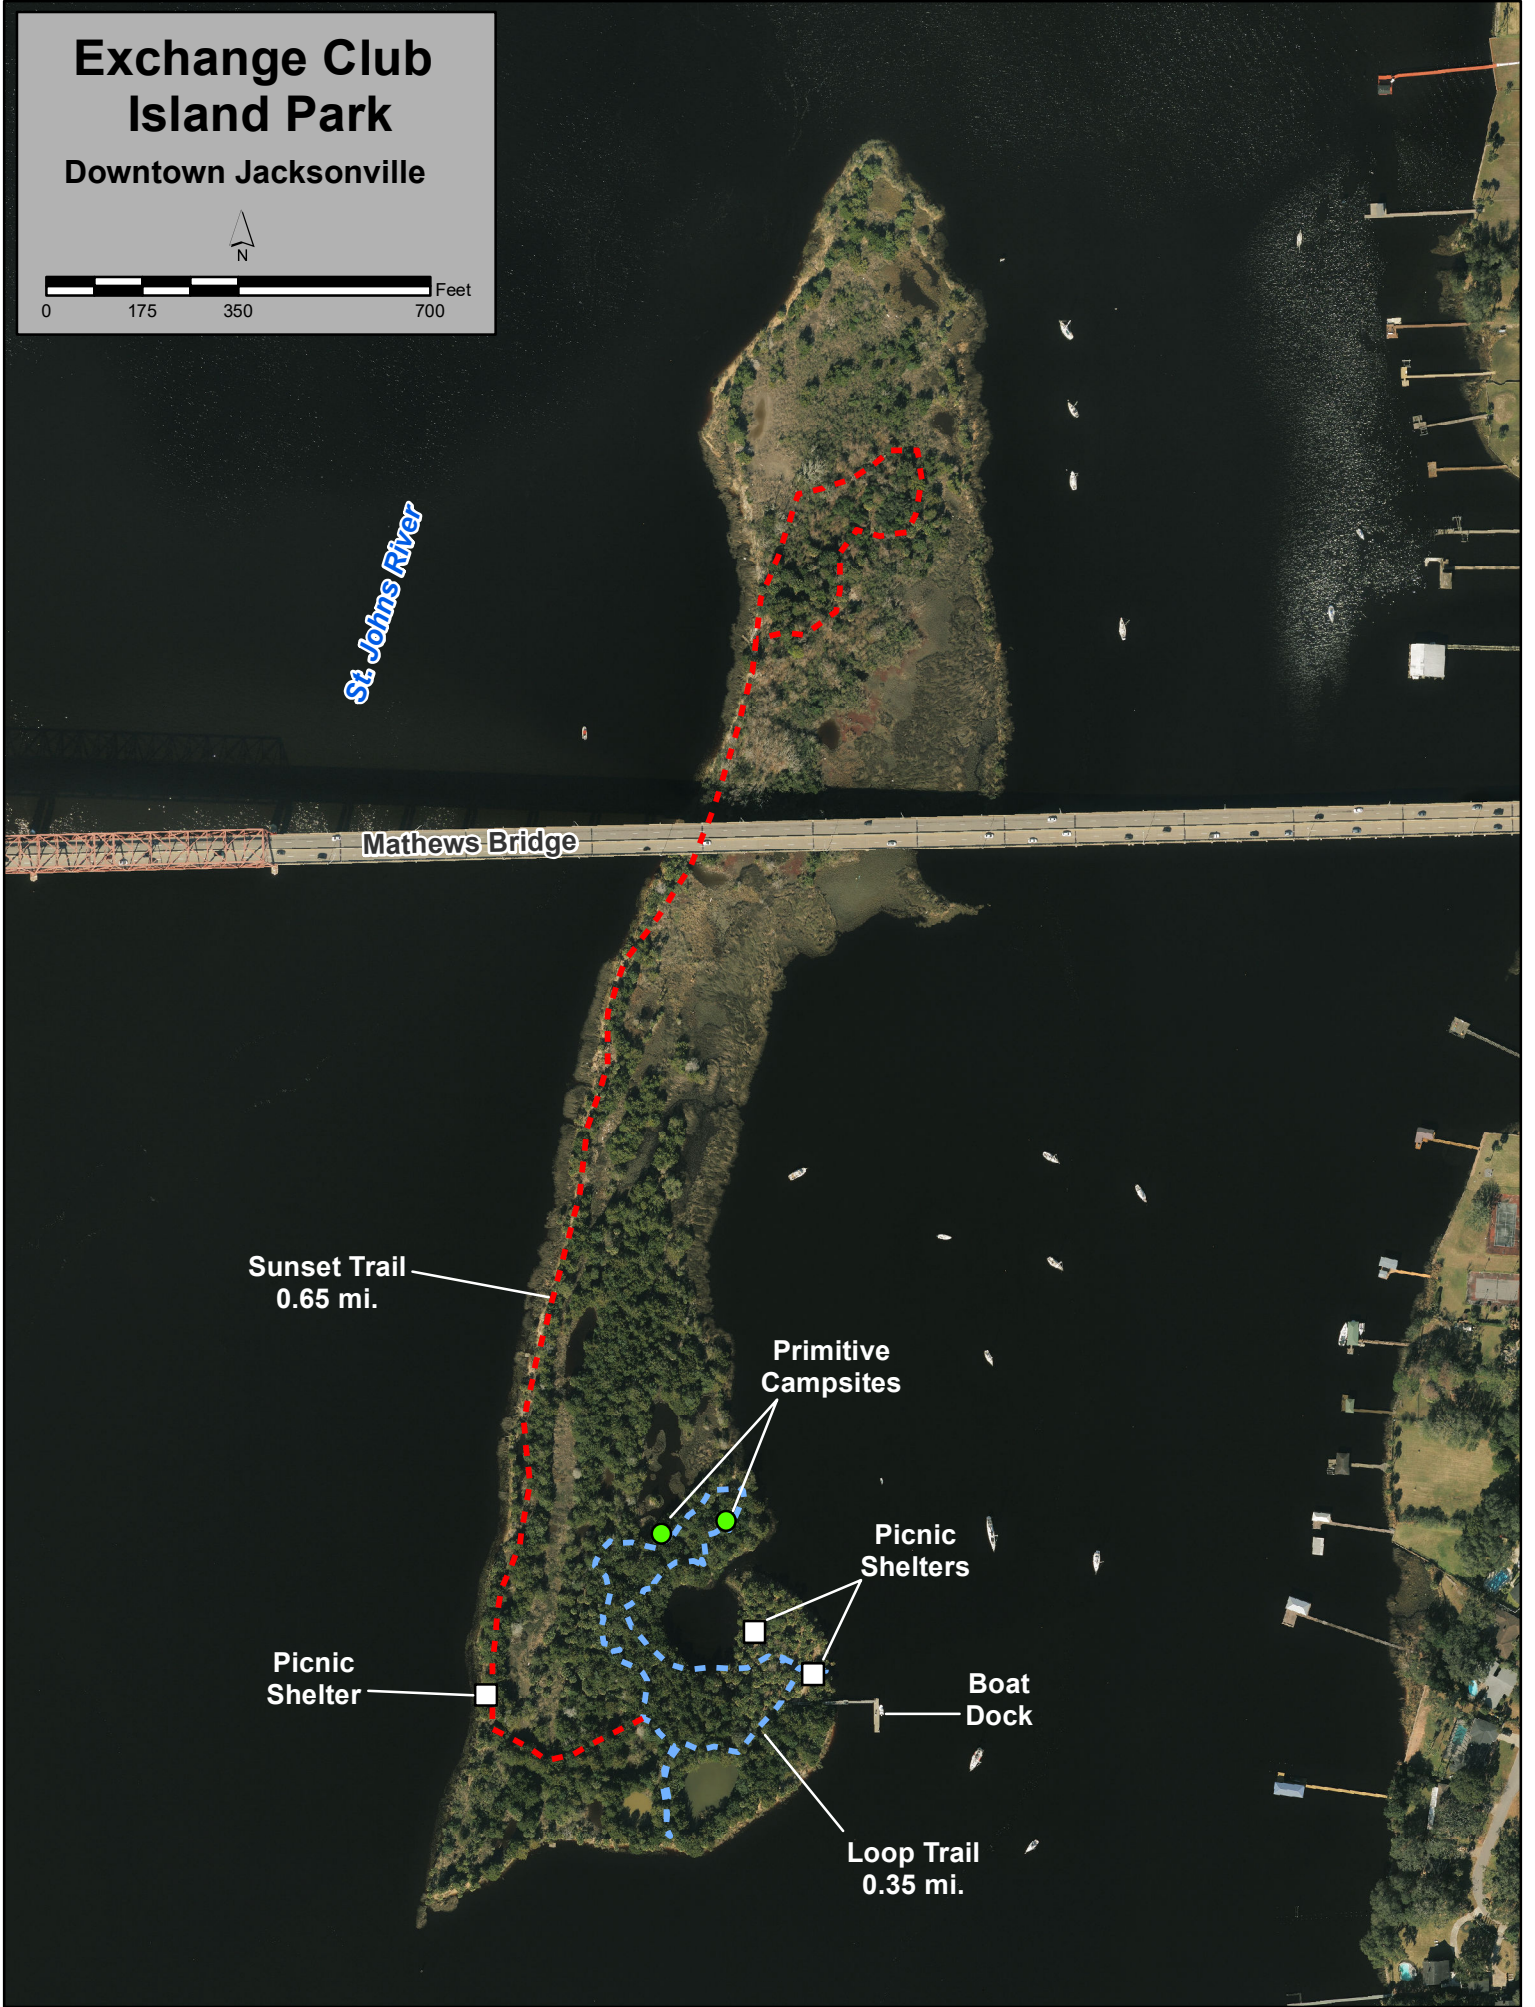 Exchange Club
Island Park
Downtown Jacksonville
N
Feet
0 175 350 700
St. Johns River
Mathews Bridge
Sunset Trail
0.65 mi.
Primitive
Campsites
Picnic
Shelters
Picnic
Shelter
Boat
Dock
Loop Trail
0.35 mi.